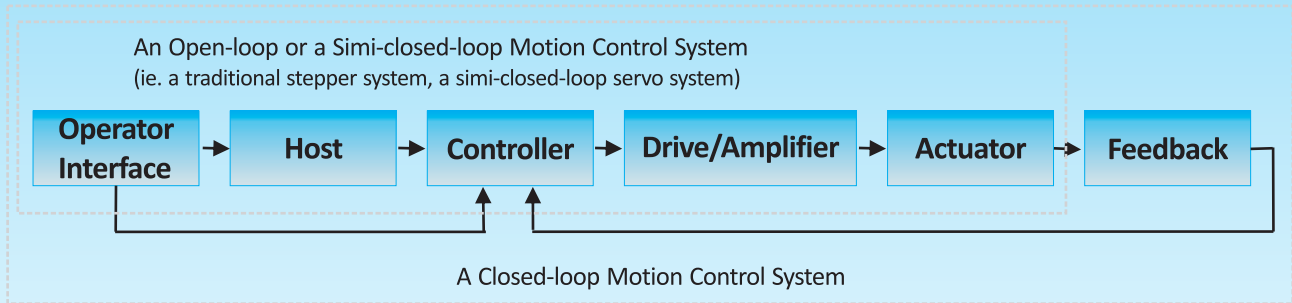 An Open-loop or a Simi-closed-loop Motion Control System
(ie. a traditional stepper system, a simi-closed-loop servo system)
Operator
Interface
Host
Controller
Drive/Amplifier
Actuator
Feedback
A Closed-loop Motion Control System